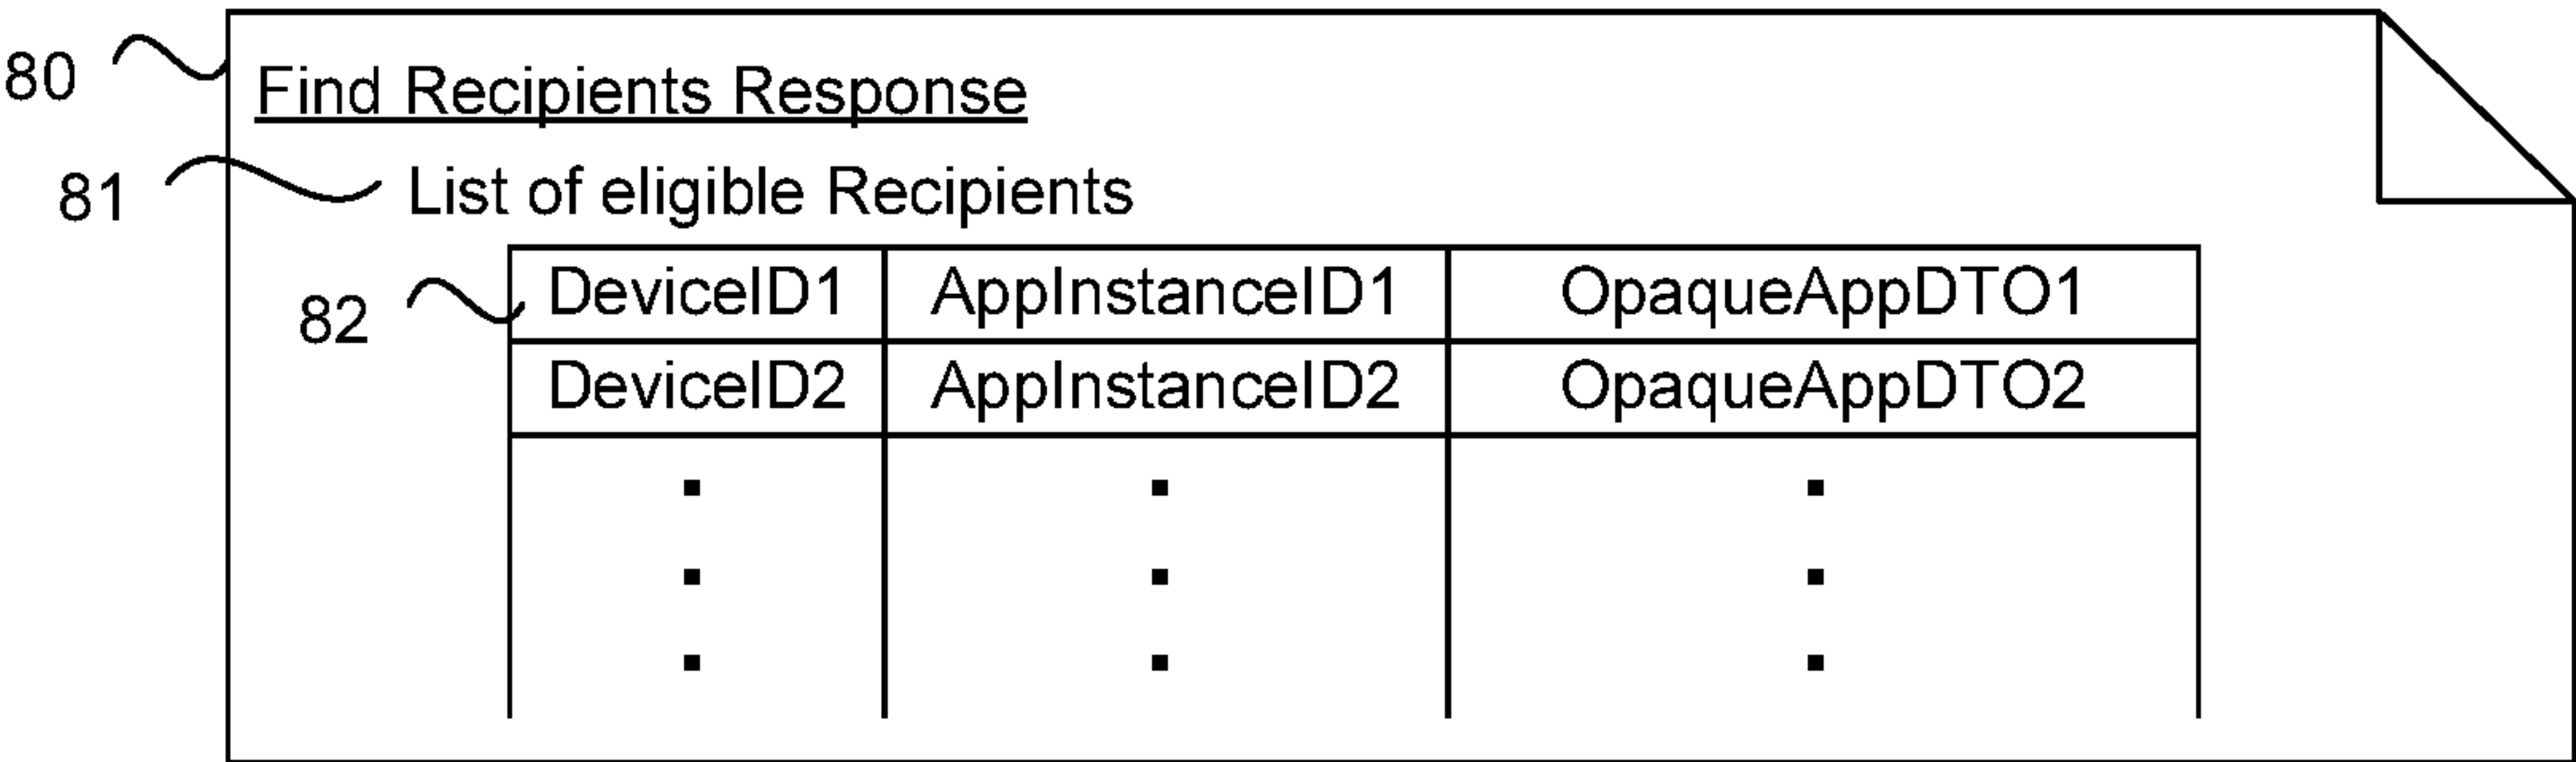 80 Find Recipients Response
81 List of eligible Recipients
82 DeviceID1 AppInstanceID1 OpaqueAppDTO1
DeviceID2 AppInstanceID2 OpaqueAppDTO2